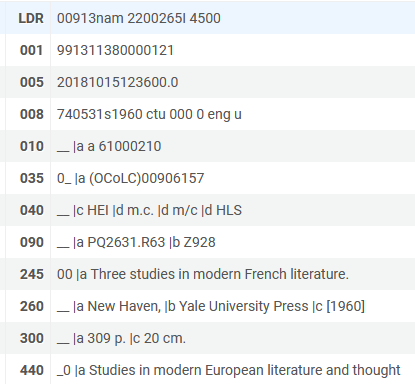 LDR 00913nam 2200265I 4500
001 991311380000121
005 20181015123600.0
008 740531s1960 ctu 000 0 eng u
010 __ |a a 61000210
035 0_ |a (OCoLC)00906157
040 __ |c HEI |d m.c. |d m/c |d HLS
090 __ |a PQ2631.R63 |b Z928
245 00 |a Three studies in modern French literature.
260 __ |a New Haven, |b Yale University Press |c [1960]
300 __ |a 309 p. |c 20 cm.
440 _0 |a Studies in modern European literature and thought